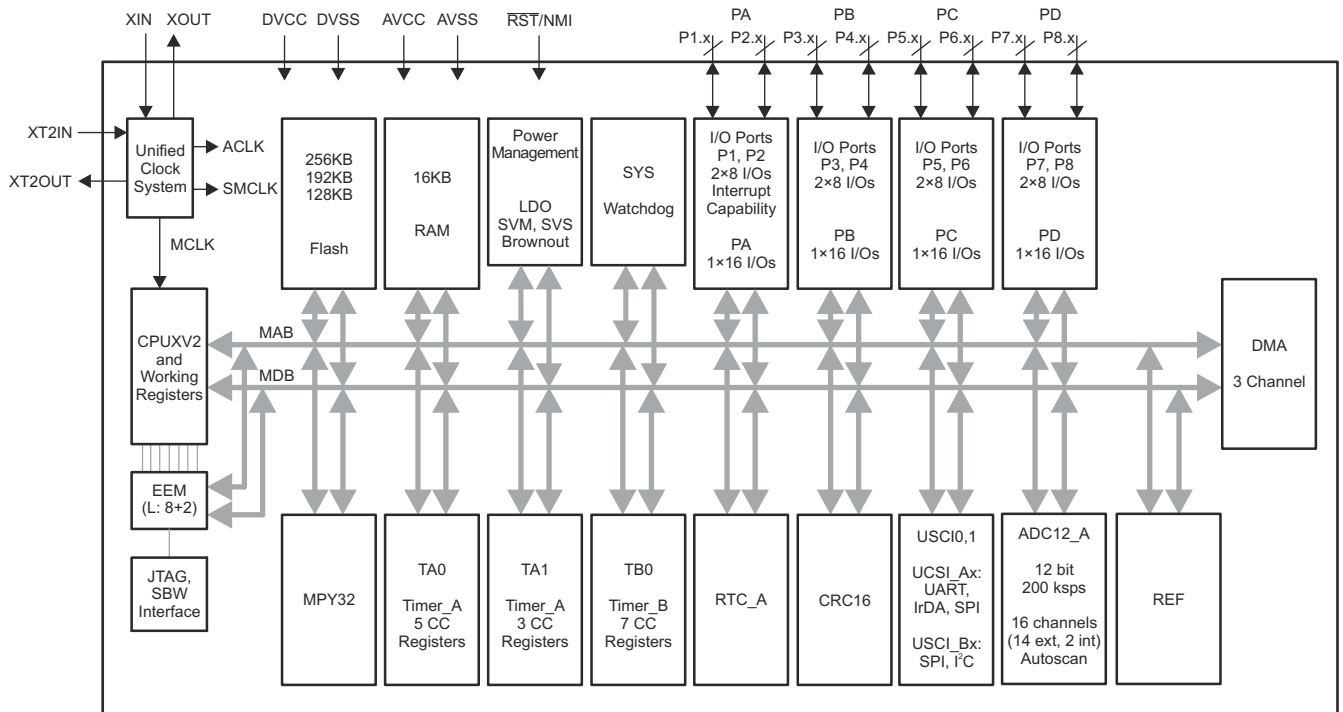 XIN XOUT DVCC DVSS AVCC AVSS RST/NMI PA PB PC PD
P1.x P2.x P3.x P4.x P5.x P6.x P7.x P8.x
XT2IN
XT2OUT
Unified
Clock
System
ACLK
SMCLK
MCLK
256KB
192KB
128KB
Flash
16KB
RAM
Power
Management
LDO
SVM, SVS
Brownout
SYS
Watchdog
I/O Ports
P1, P2
2×8 I/Os
Interrupt
Capability
PA
1×16 I/Os
I/O Ports
P3, P4
2×8 I/Os
PB
1×16 I/Os
I/O Ports
P5, P6
2×8 I/Os
PC
1×16 I/Os
I/O Ports
P7, P8
2×8 I/Os
PD
1×16 I/Os
CPUXV2
and
Working
Registers
MAB
MDB
DMA
3 Channel
EEM
(L: 8+2)
JTAG,
SBW
Interface
MPY32
TA0
Timer_A
5 CC
Registers
TA1
Timer_A
3 CC
Registers
TB0
Timer_B
7 CC
Registers
RTC_A
CRC16
USCI0,1
UCSI_Ax:
UART,
IrDA, SPI
USCI_Bx:
SPI, I²C
ADC12_A
12 bit
200 ksps
16 channels
(14 ext, 2 int)
Autoscan
REF